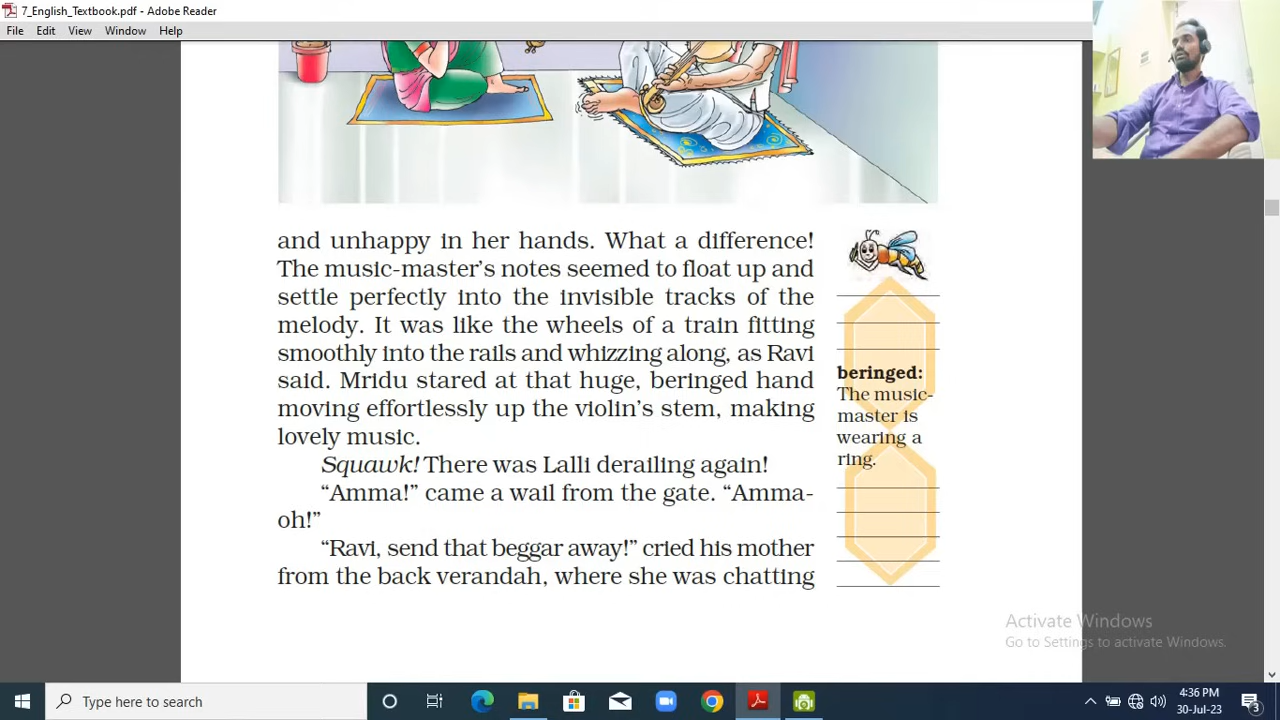 7_English_Textbook.pdf - Adobe Reader
File Edit View Window Help
and unhappy in her hands. What a difference!
The music-master's notes seemed to float up and
settle perfectly into the invisible tracks of the
melody. It was like the wheels of a train fitting
smoothly into the rails and whizzing along, as Ravi
said. Mridu stared at that huge, beringed hand
moving effortlessly up the violin's stem, making
lovely music.
Squawk! There was Lalli derailing again!
“Amma!” came a wail from the gate. “Amma-
oh!”
“Ravi, send that beggar away!” cried his mother
from the back verandah, where she was chatting
beringed:
The music-
master is
wearing a
ring.
Activate Windows
Go to Settings to activate Windows.
Type here to search
4:36 PM
30-Jul-23
3